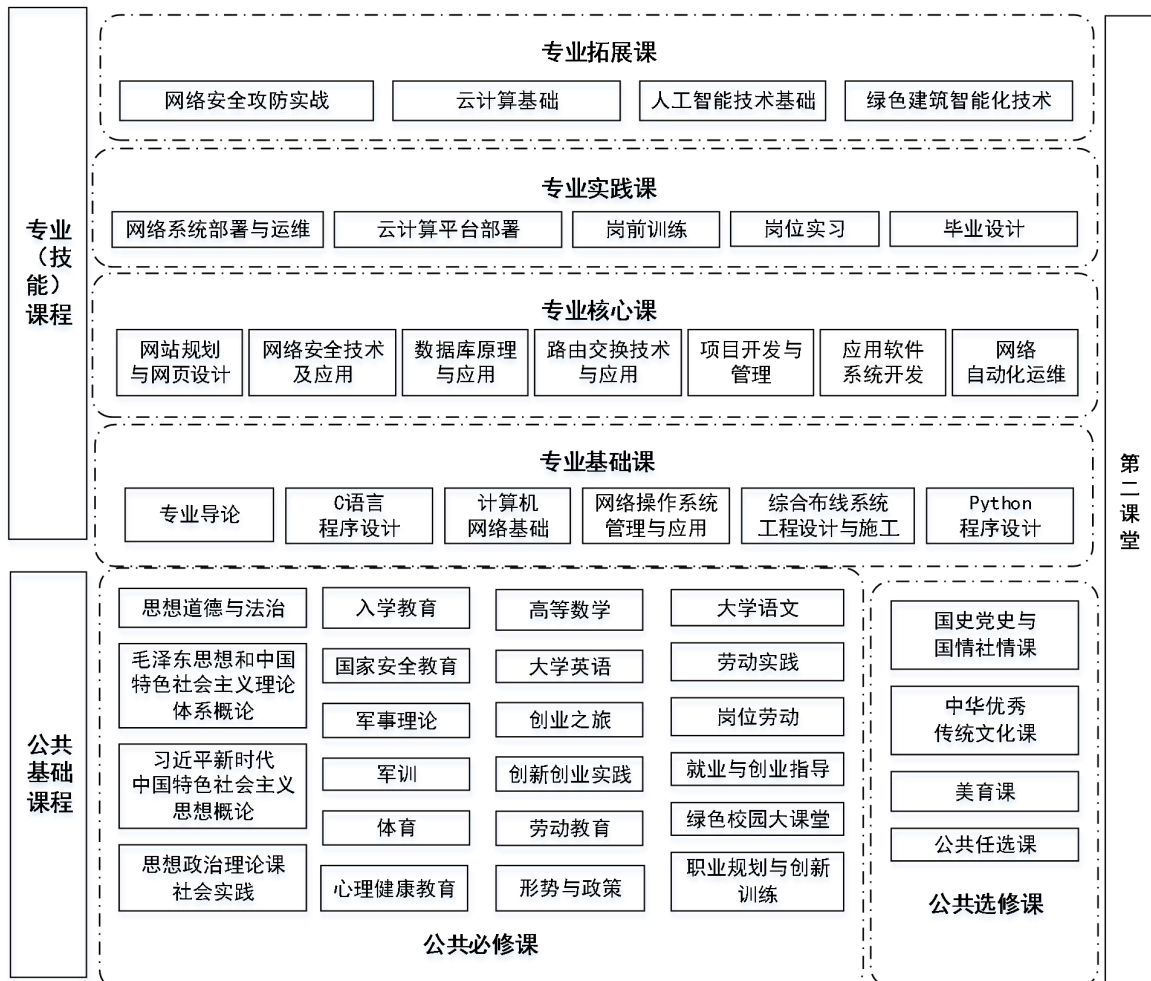 专业
（技
能）
课程
专业拓展课
网络安全攻防实战
云计算基础
人工智能技术基础
绿色建筑智能化技术
专业实践课
网络系统部署与运维
云计算平台部署
岗前训练
岗位实习
毕业设计
专业核心课
网站规划
与网页设计
网络安全技术
及应用
数据库原理
与应用
路由交换技术
与应用
项目开发与
管理
应用软件
系统开发
网络
自动化运维
专业基础课
专业导论
C语言
程序设计
计算机
网络基础
网络操作系统
管理与应用
综合布线系统
工程设计与施工
Python
程序设计
公共
基础
课程
思想道德与法治
毛泽东思想和中国
特色社会主义理论
体系概论
习近平新时代
中国特色社会主义
思想概论
思想政治理论课
社会实践
入学教育
国家安全教育
军事理论
军训
体育
心理健康教育
高等数学
大学英语
创业之旅
创新创业实践
劳动教育
形势与政策
大学语文
劳动实践
岗位劳动
就业与创业指导
绿色校园大课堂
职业规划与创新
训练
公共必修课
国史党史与
国情社情课
中华优秀
传统文化课
美育课
公共任选课
公共选修课
第
二
课
堂